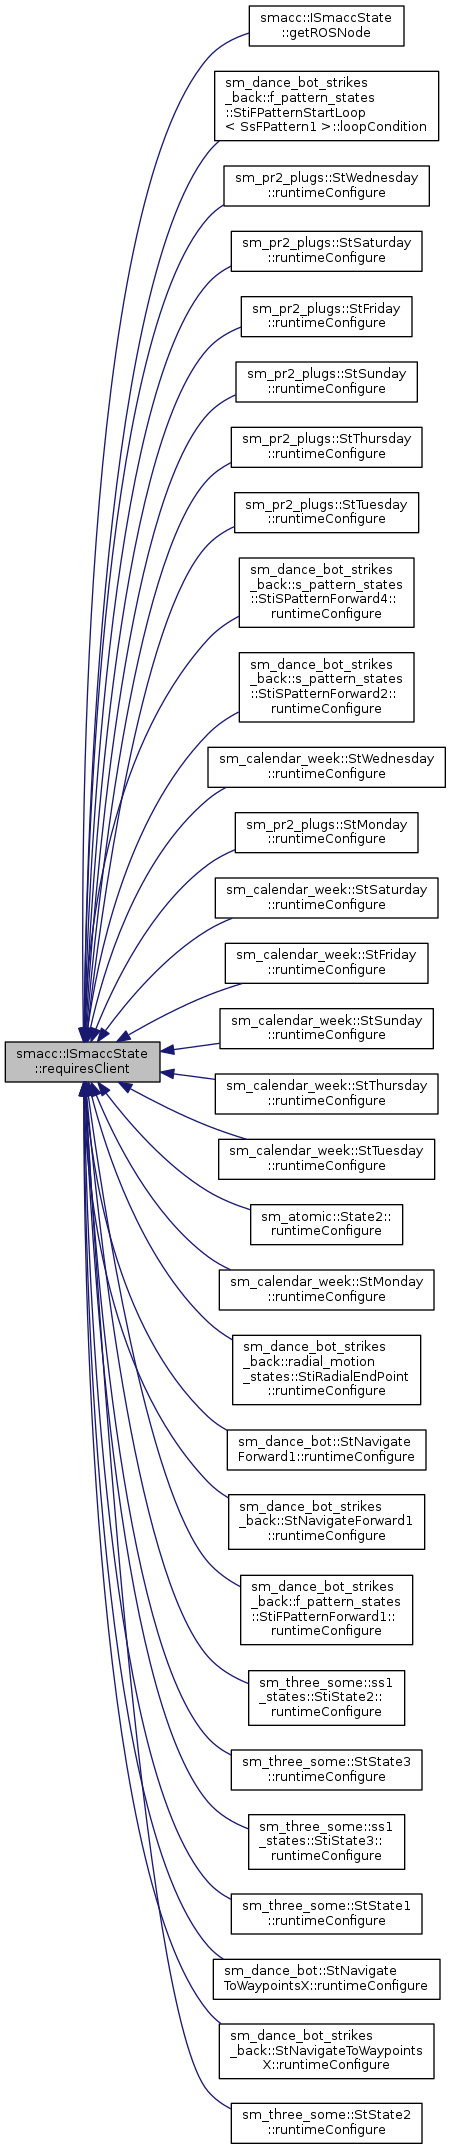 smacc::ISmaccState
::getROSNode
sm_dance_bot_strikes
_back::f_pattern_states
::StiFPatternStartLoop
< SsFPattern1 >::loopCondition
sm_pr2_plugs::StWednesday
::runtimeConfigure
sm_pr2_plugs::StSaturday
::runtimeConfigure
sm_pr2_plugs::StFriday
::runtimeConfigure
sm_pr2_plugs::StSunday
::runtimeConfigure
sm_pr2_plugs::StThursday
::runtimeConfigure
sm_pr2_plugs::StTuesday
::runtimeConfigure
sm_dance_bot_strikes
_back::s_pattern_states
::StiSPatternForward4::
runtimeConfigure
sm_dance_bot_strikes
_back::s_pattern_states
::StiSPatternForward2::
runtimeConfigure
sm_calendar_week::StWednesday
::runtimeConfigure
sm_pr2_plugs::StMonday
::runtimeConfigure
sm_calendar_week::StSaturday
::runtimeConfigure
sm_calendar_week::StFriday
::runtimeConfigure
sm_calendar_week::StSunday
::runtimeConfigure
smacc::ISmaccState
::requiresClient
sm_calendar_week::StThursday
::runtimeConfigure
sm_calendar_week::StTuesday
::runtimeConfigure
sm_atomic::State2::
runtimeConfigure
sm_calendar_week::StMonday
::runtimeConfigure
sm_dance_bot_strikes
_back::radial_motion
_states::StiRadialEndPoint
::runtimeConfigure
sm_dance_bot::StNavigate
Forward1::runtimeConfigure
sm_dance_bot_strikes
_back::StNavigateForward1
::runtimeConfigure
sm_dance_bot_strikes
_back::f_pattern_states
::StiFPatternForward1::
runtimeConfigure
sm_three_some::ss1
_states::StiState2::
runtimeConfigure
sm_three_some::StState3
::runtimeConfigure
sm_three_some::ss1
_states::StiState3::
runtimeConfigure
sm_three_some::StState1
::runtimeConfigure
sm_dance_bot::StNavigate
ToWaypointsX::runtimeConfigure
sm_dance_bot_strikes
_back::StNavigateToWaypoints
X::runtimeConfigure
sm_three_some::StState2
::runtimeConfigure